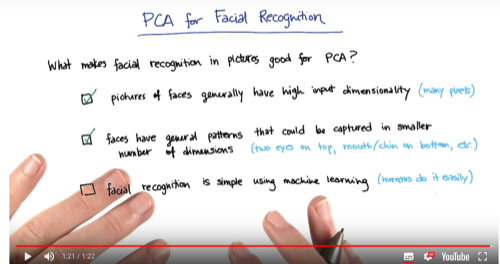 PCA for Facial Recognition
What makes facial recognition in pictures good for PCA?
pictures of faces generally have high input dimensionality (many pixels)
faces have general patterns that could be captured in smaller
number of dimensions (two eyes on top, mouth/chin on bottom, etc.)
facial recognition is simple using machine learning (humans do it easily)
1:21 / 1:22
YouTube